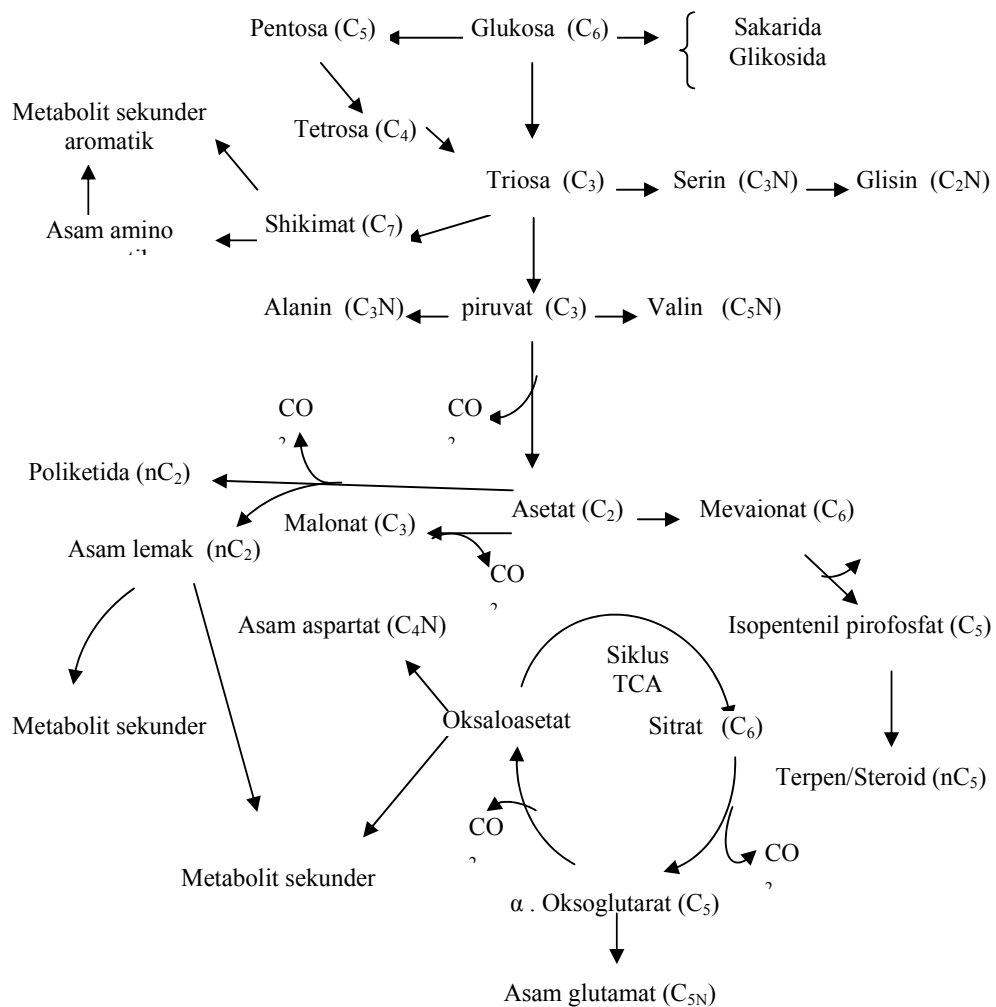 Pentosa (C₅)
Glukosa (C₆)
Sakarida
Glikosida
Metabolit sekunder
aromatik
Tetrosa (C₄)
Triosa (C₃)
Serin (C₃N)
Glisin (C₂N)
Asam amino
Shikimat (C₇)
Alanin (C₃N)
piruvat (C₃)
Valin (C₅N)
CO
CO
Poliketida (nC₂)
Asetat (C₂)
Mevaionat (C₆)
Malonat (C₃)
Asam lemak (nC₂)
CO
Asam aspartat (C₄N)
Isopentenil pirofosfat (C₅)
Siklus
TCA
Metabolit sekunder
Oksaloasetat
Sitrat (C₆)
Terpen/Steroid (nC₅)
CO
CO
Metabolit sekunder
α . Oksoglutarat (C₅)
Asam glutamat (C₅N)